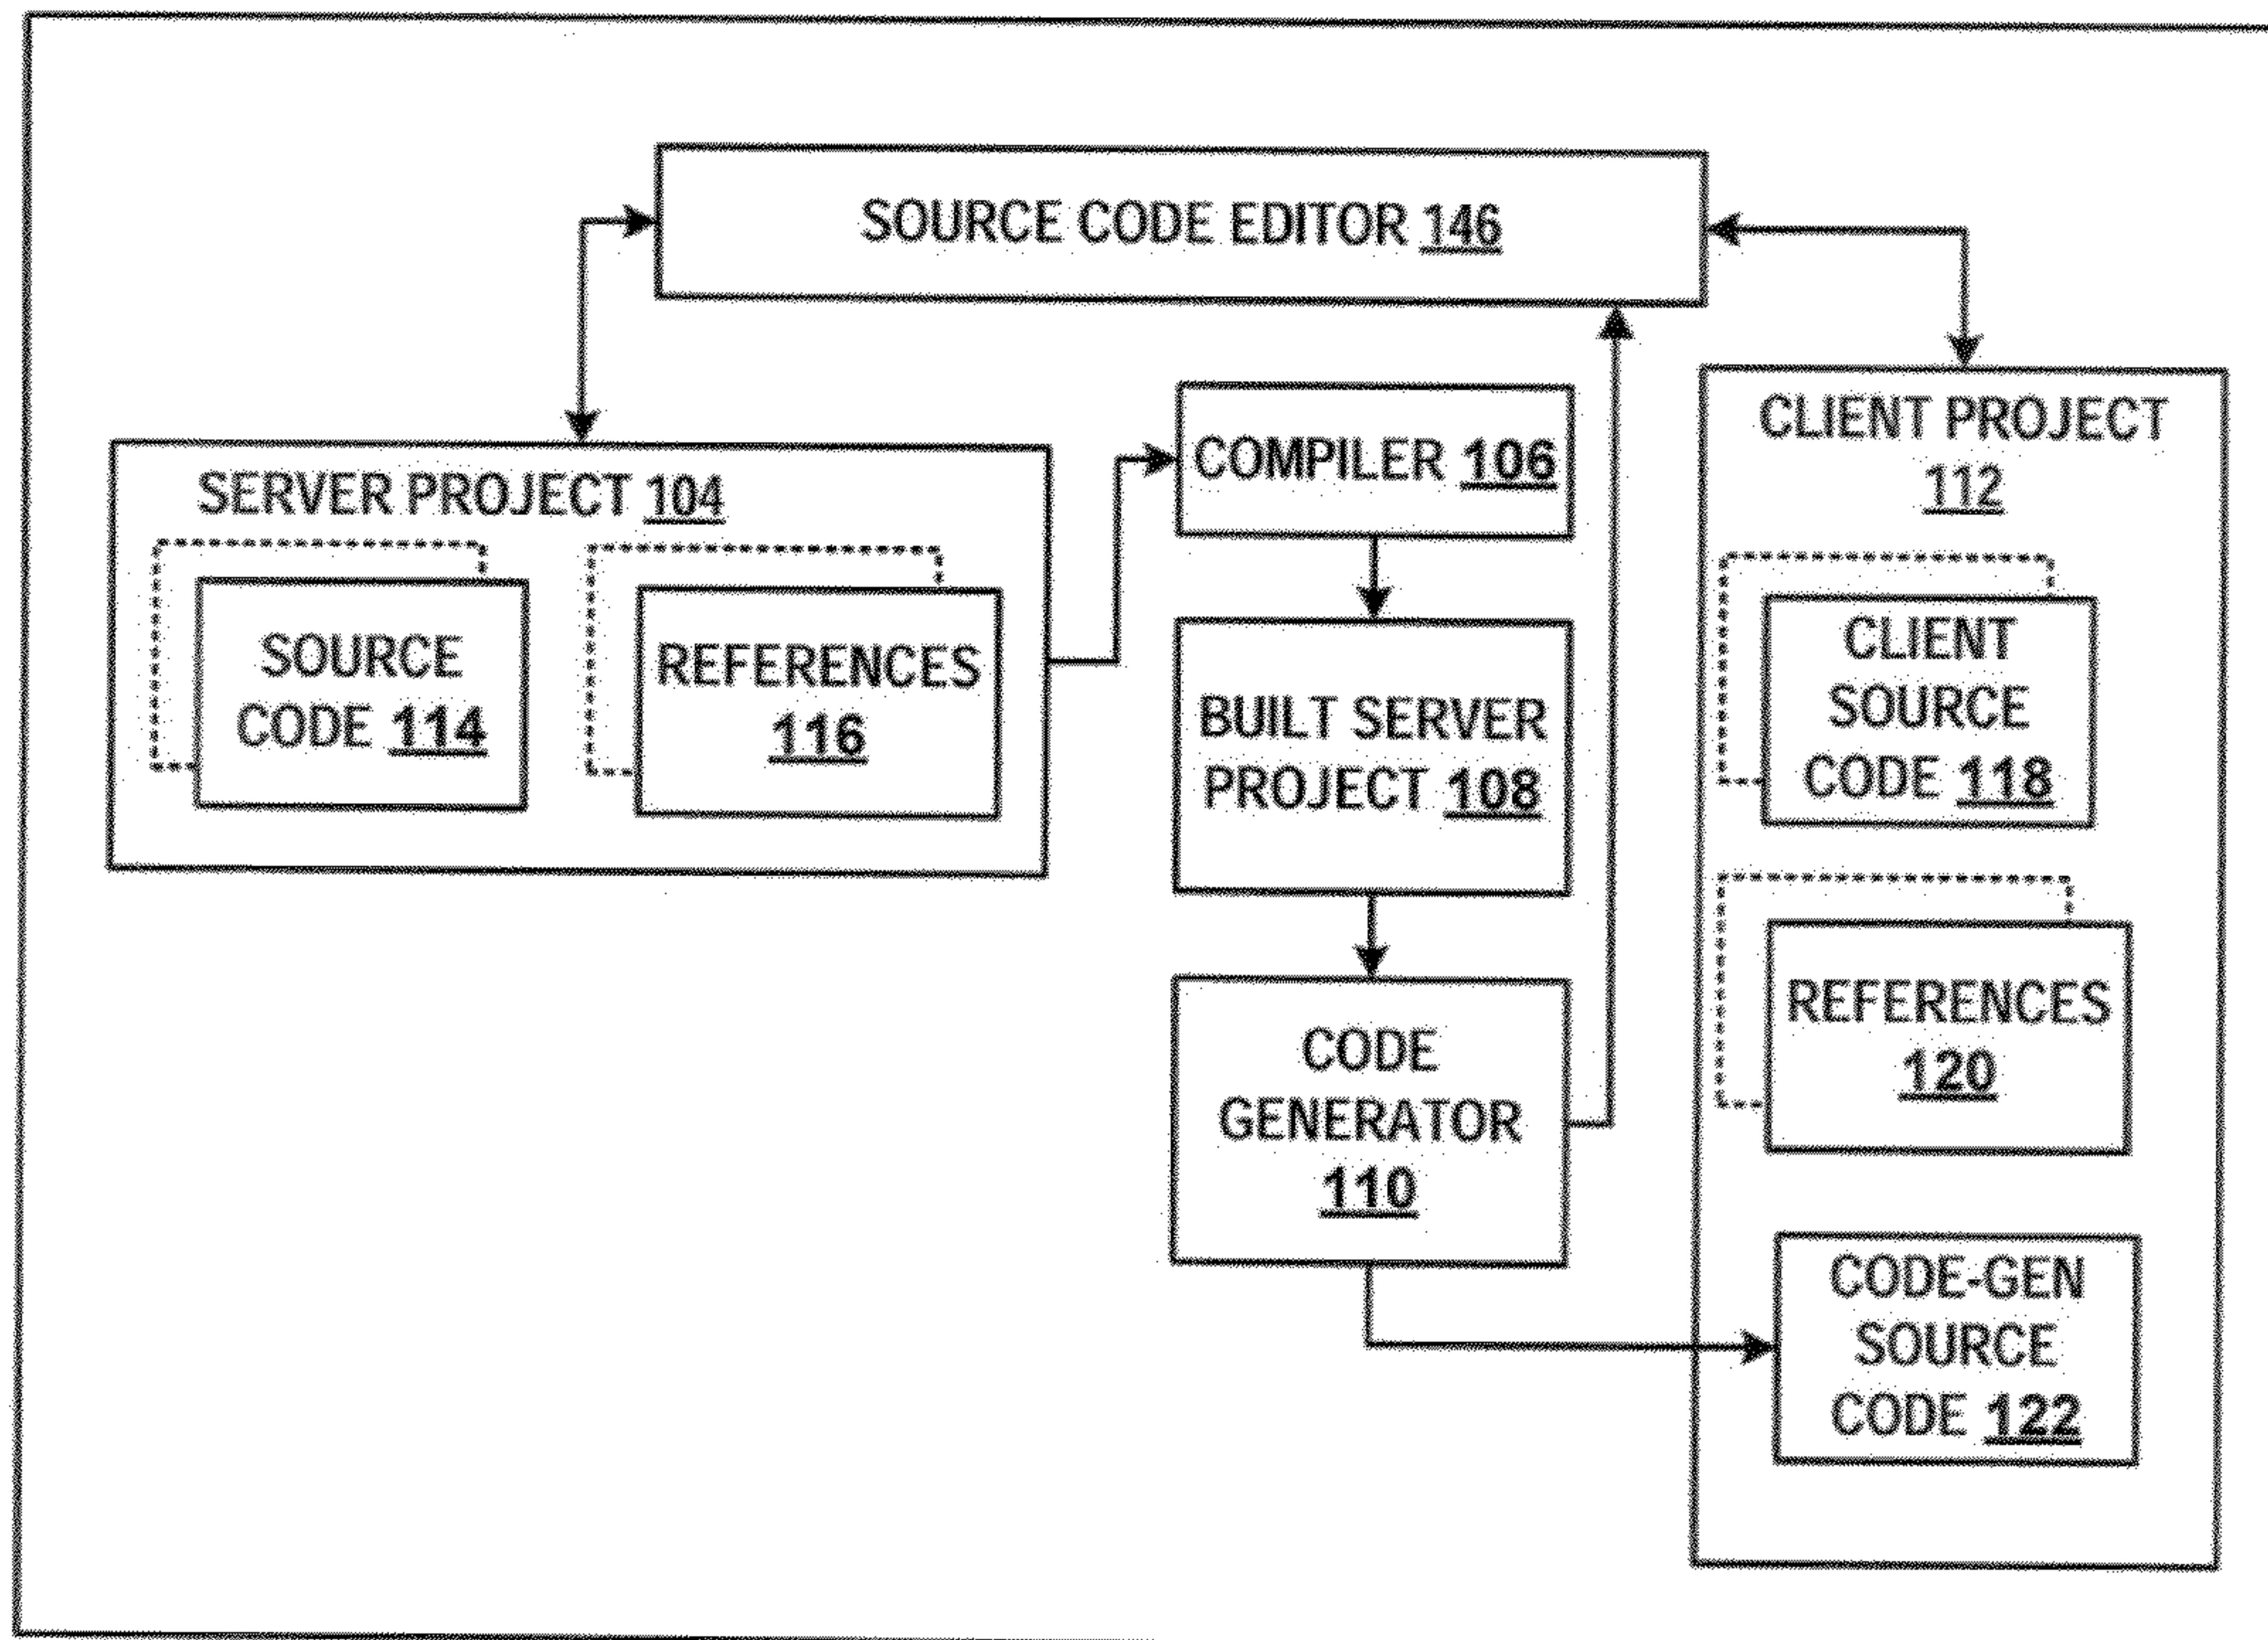 SOURCE CODE EDITOR 146
SERVER PROJECT 104
SOURCE
CODE 114
REFERENCES
116
COMPILER 106
BUILT SERVER
PROJECT 108
CODE
GENERATOR
110
CLIENT PROJECT
112
CLIENT
SOURCE
CODE 118
REFERENCES
120
CODE-GEN
SOURCE
CODE 122